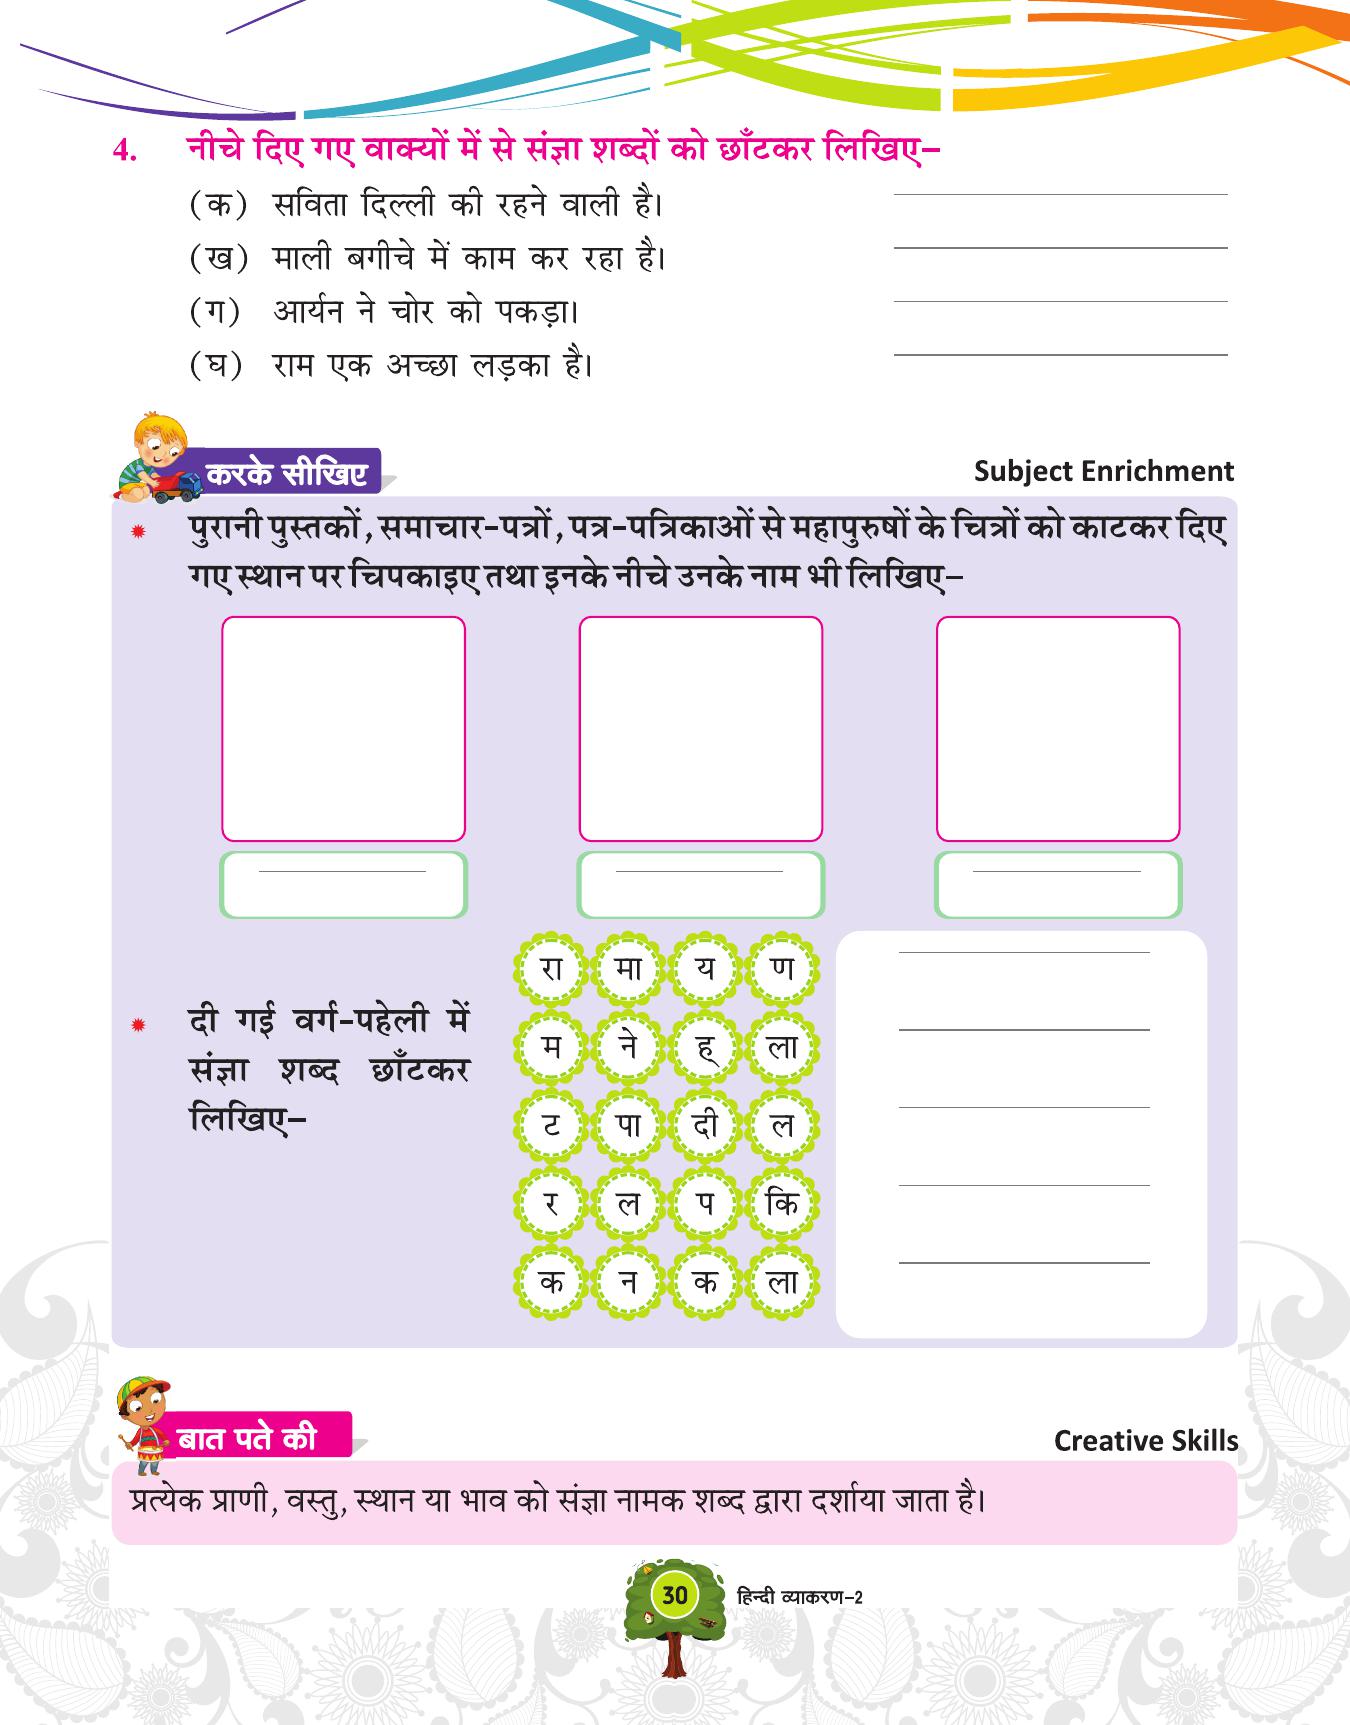 4. नीचे दिए गए वाक्यों में से संज्ञा शब्दों को छाँटकर लिखिए–
(क) सविता दिल्ली की रहने वाली है।
(ख) माली बगीचे में काम कर रहा है।
(ग) आर्यन ने चोर को पकड़ा।
(घ) राम एक अच्छा लड़का है।
करके सीखिए
Subject Enrichment
पुरानी पुस्तकों, समाचार-पत्रों, पत्र-पत्रिकाओं से महापुरुषों के चित्रों को काटकर दिए
गए स्थान पर चिपकाइए तथा इनके नीचे उनके नाम भी लिखिए–
दी गई वर्ग-पहेली में
संज्ञा शब्द छाँटकर
लिखिए–
रा मा य ण
म ने ह् ला
ट पा दी ल
र ल प कि
क न क ला
बात पते की
Creative Skills
प्रत्येक प्राणी, वस्तु, स्थान या भाव को संज्ञा नामक शब्द द्वारा दर्शाया जाता है।
30 हिन्दी व्याकरण-2